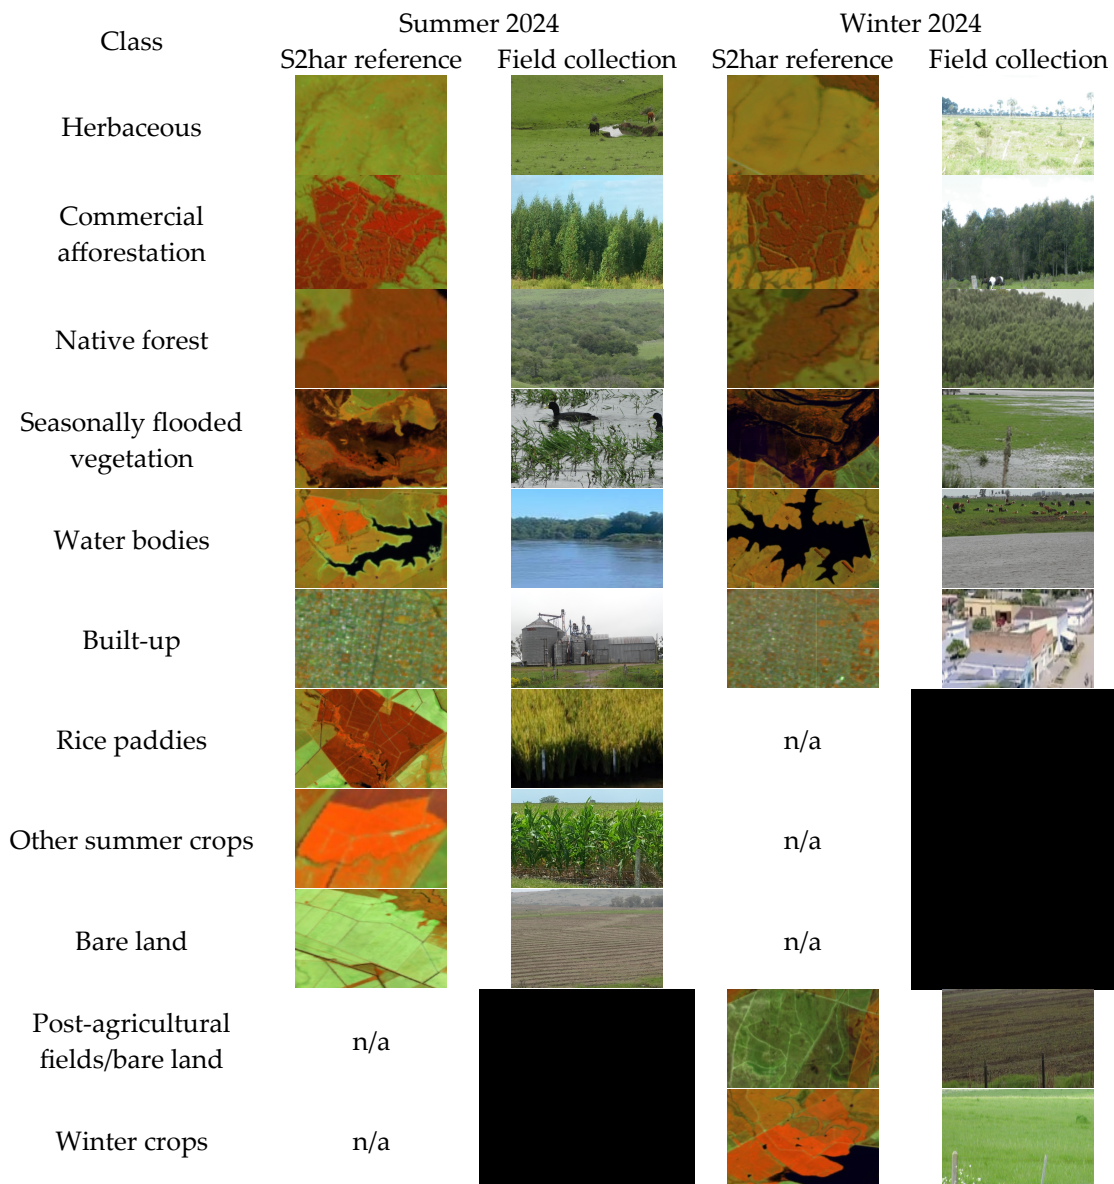 Class
Summer 2024
Winter 2024
S2har reference
Field collection
S2har reference
Field collection
Herbaceous
Commercial
afforestation
Native forest
Seasonally flooded
vegetation
Water bodies
Built-up
Rice paddies
n/a
Other summer crops
n/a
Bare land
n/a
Post-agricultural
fields/bare land
n/a
Winter crops
n/a